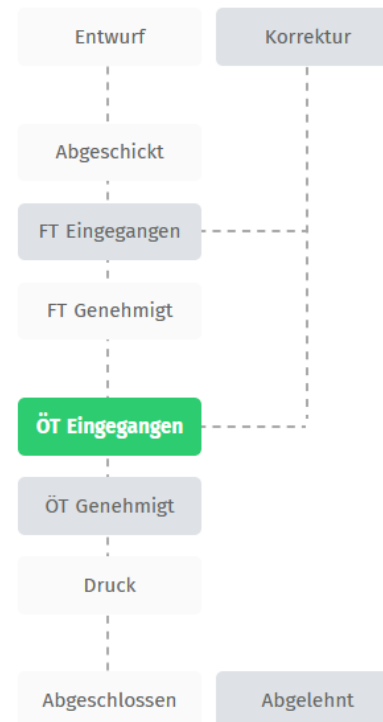 Entwurf
Korrektur
Abgeschickt
FT Eingegangen
FT Genehmigt
ÖT Eingegangen
ÖT Genehmigt
Druck
Abgeschlossen
Abgelehnt